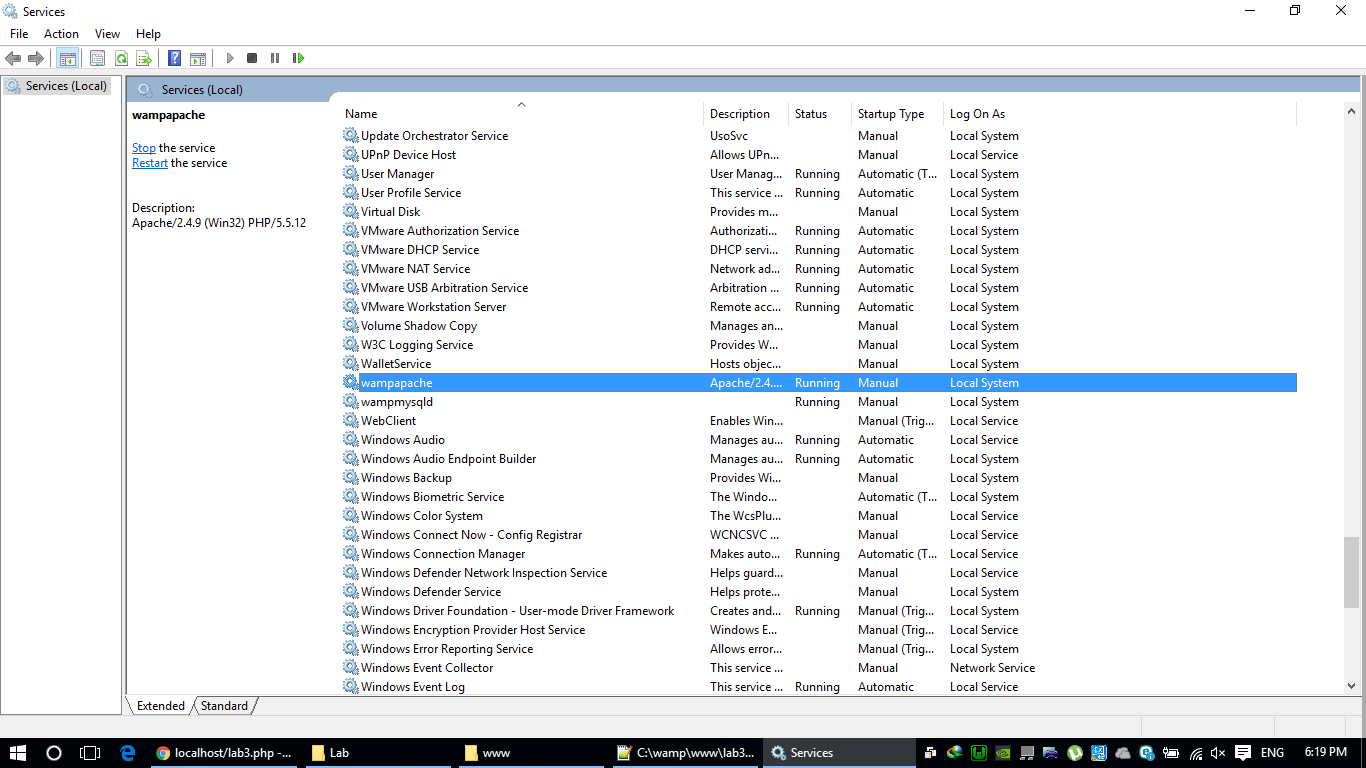 Services
File Action View Help
Services (Local)
Services (Local)
wampapache
Stop the service
Restart the service
Description:
Apache/2.4.9 (Win32) PHP/5.5.12
Name Description Status Startup Type Log On As
Update Orchestrator Service UsoSvc Manual Local System
UPnP Device Host Allows UPn... Manual Local Service
User Manager User Manag... Running Automatic (T... Local System
User Profile Service This service ... Running Automatic Local System
Virtual Disk Provides m... Manual Local System
VMware Authorization Service Authorizati... Running Automatic Local System
VMware DHCP Service DHCP servi... Running Automatic Local System
VMware NAT Service Network ad... Running Automatic Local System
VMware USB Arbitration Service Arbitration ... Running Automatic Local System
VMware Workstation Server Remote acc... Running Automatic Local System
Volume Shadow Copy Manages an... Manual Local System
W3C Logging Service Provides W... Manual Local System
WalletService Hosts objec... Manual Local System
wampapache Apache/2.4.... Running Manual Local System
wampmysqld Running Manual Local System
WebClient Enables Win... Manual (Trig... Local Service
Windows Audio Manages au... Running Automatic Local Service
Windows Audio Endpoint Builder Manages au... Running Automatic Local System
Windows Backup Provides Wi... Manual Local System
Windows Biometric Service The Windo... Automatic (T... Local System
Windows Color System The WcsPlu... Manual Local Service
Windows Connect Now - Config Registrar WCNCSVC ... Manual Local Service
Windows Connection Manager Makes auto... Running Automatic (T... Local Service
Windows Defender Network Inspection Service Helps guard... Manual Local Service
Windows Defender Service Helps prote... Manual Local System
Windows Driver Foundation - User-mode Driver Framework Creates and... Running Manual (Trig... Local System
Windows Encryption Provider Host Service Windows E... Manual (Trig... Local Service
Windows Error Reporting Service Allows error... Manual (Trig... Local System
Windows Event Collector This service ... Manual Network Service
Windows Event Log This service ... Running Automatic Local Service
Extended Standard
localhost/lab3.php -... Lab www C:\wamp\www\lab3... Services ENG 6:19 PM